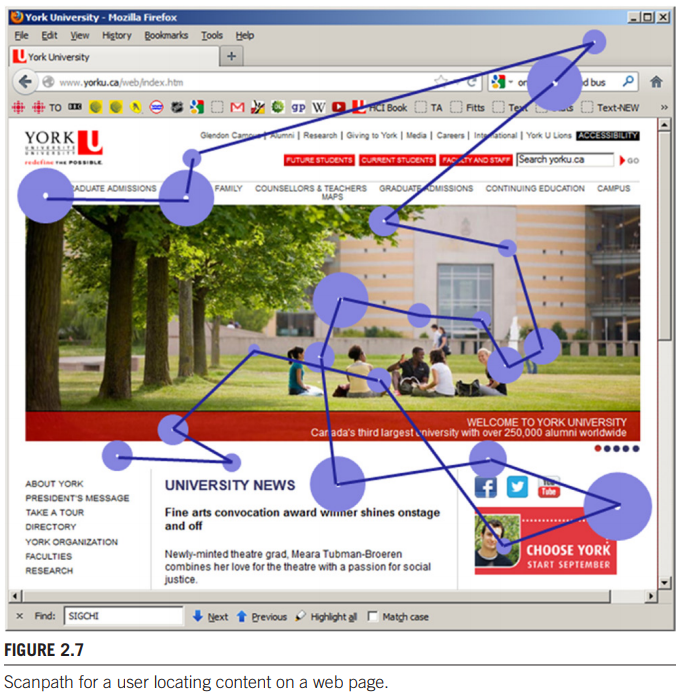 York University - Mozilla Firefox
File Edit View History Bookmarks Tools Help
York University +
www.yorku.ca/web/index.htm d bus
TO BBC gp W HCI Book TA Fitts Text Text-NEW »
YORK U
UNIVERSITÉ
UNIVERSITY
redefine THE POSSIBLE.
Glendon Campus Alumni | Research | Giving to York | Media | Careers | International | York U Lions ACCESSIBILITY
FUTURE STUDENTS CURRENT STUDENTS FACULTY AND STAFF Search yorku.ca GO
RADUATE ADMISSIONS FAMILY COUNSELLORS & TEACHERS GRADUATE ADMISSIONS CONTINUING EDUCATION CAMPUS
MAPS
WELCOME TO YORK UNIVERSITY
Canada's third largest university with over 250,000 alumni worldwide
ABOUT YORK
PRESIDENT'S MESSAGE
TAKE A TOUR
DIRECTORY
YORK ORGANIZATION
FACULTIES
RESEARCH
UNIVERSITY NEWS
Fine arts convocation award winner shines onstage
and off
Newly-minted theatre grad, Meara Tubman-Broeren
combines her love for the theatre with a passion for social
justice.
f You Tube
CHOOSE YORK
START SEPTEMBER
× Find: SIGCHI Next Previous Highlight all Match case
FIGURE 2.7
Scanpath for a user locating content on a web page.